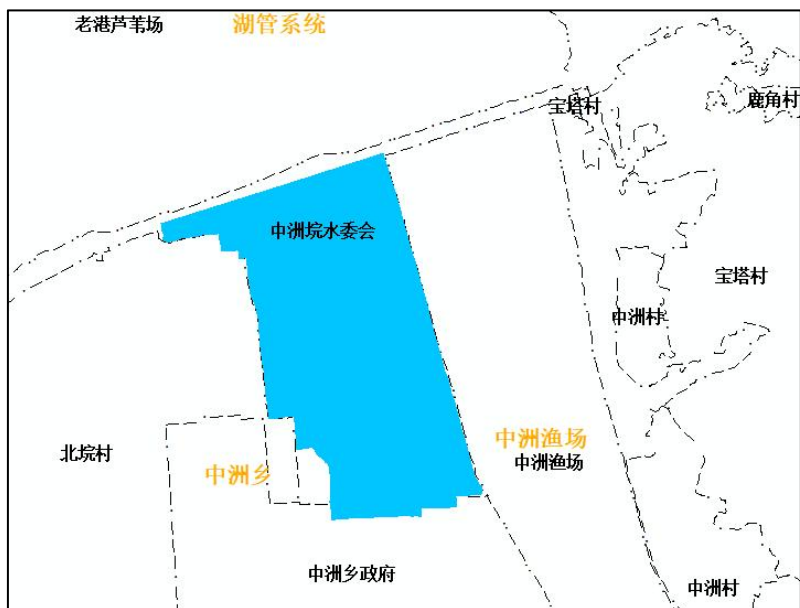 老港芦苇场
湖管系统
宝塔村
鹿角村
中洲垸水委会
宝塔村
中洲村
中洲渔场
中洲渔场
北垸村
中洲乡
中洲乡政府
中洲村